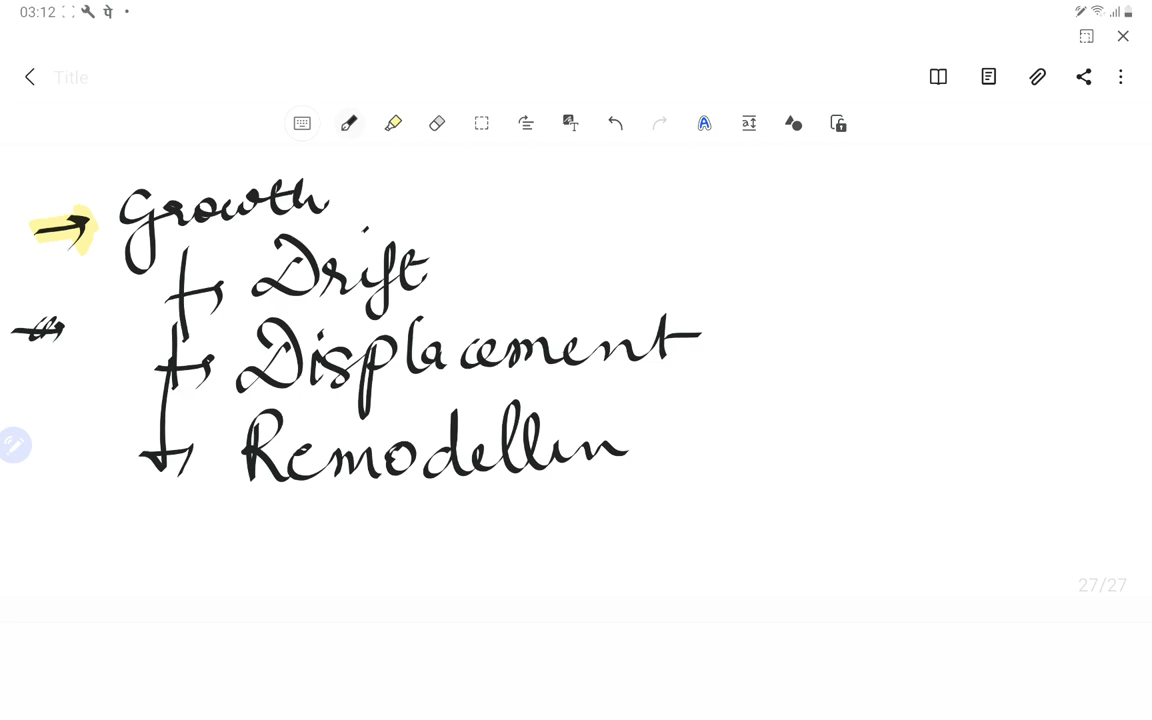 03:12
Title
Growth
Drift
Displacement
Remodellin
27/27